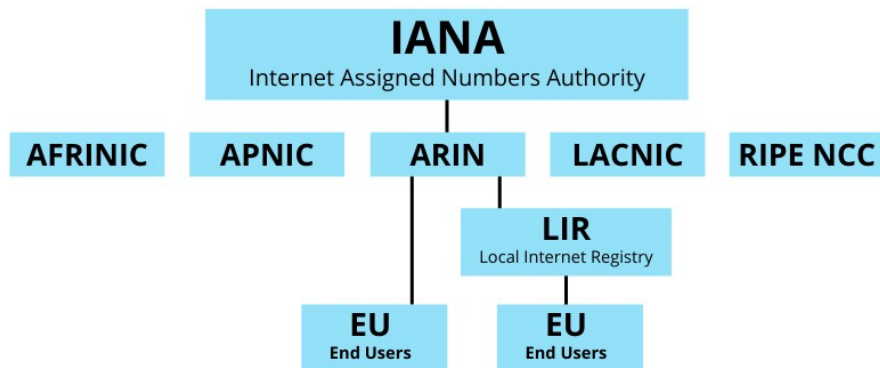 IANA
Internet Assigned Numbers Authority
AFRINIC
APNIC
ARIN
LACNIC
RIPE NCC
LIR
Local Internet Registry
EU
End Users
EU
End Users